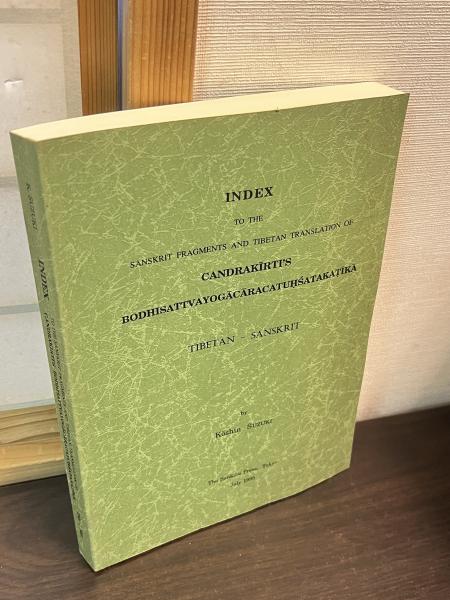 INDEX
TO THE
SANSKRIT FRAGMENTS AND TIBETAN TRANSLATION OF
CANDRAKĪRTI'S
BODHISATTVAYOGĀCĀRACATUḤŚATAKAṬĪKĀ
TIBETAN - SANSKRIT
by
Kōshin SUZUKI
The Sankibo Press, Tokyo
July 1995
K. SUZUKI
INDEX